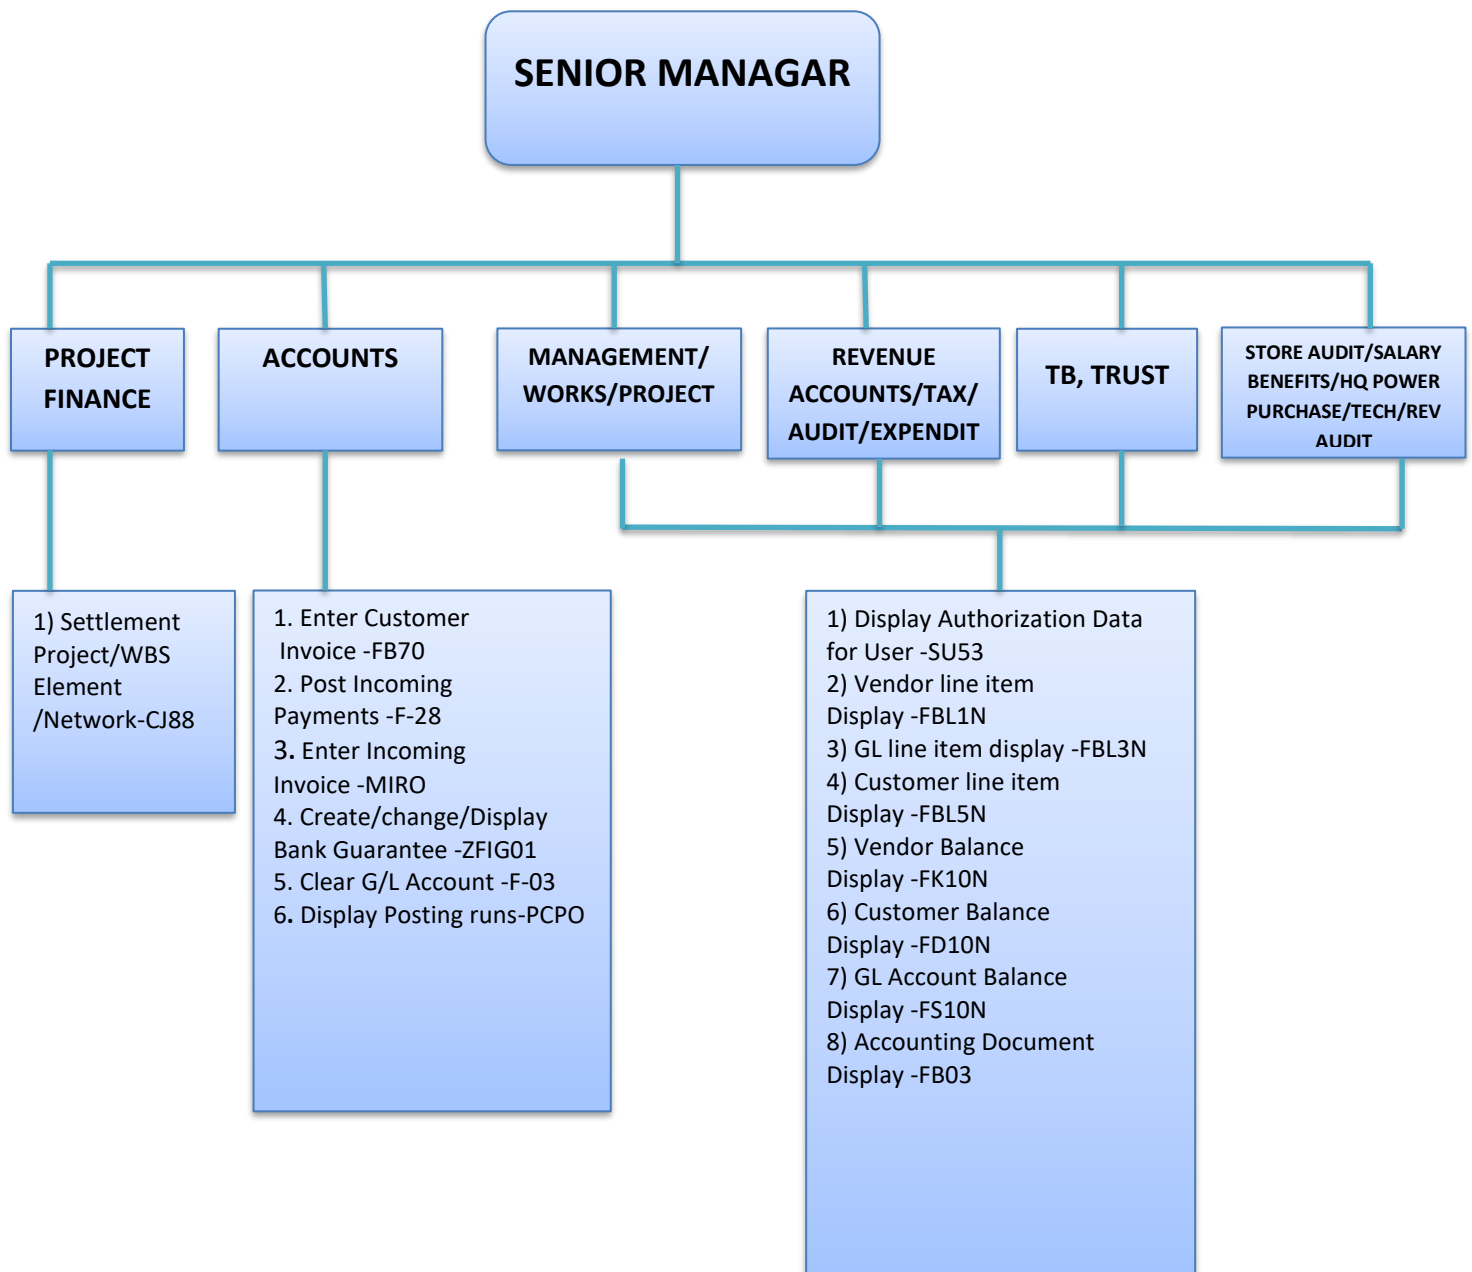 SENIOR MANAGAR
PROJECT
FINANCE
ACCOUNTS
MANAGEMENT/
WORKS/PROJECT
REVENUE
ACCOUNTS/TAX/
AUDIT/EXPENDIT
TB, TRUST
STORE AUDIT/SALARY
BENEFITS/HQ POWER
PURCHASE/TECH/REV
AUDIT
1) Settlement
Project/WBS
Element
/Network-CJ88
1. Enter Customer
Invoice -FB70
2. Post Incoming
Payments -F-28
3. Enter Incoming
Invoice -MIRO
4. Create/change/Display
Bank Guarantee -ZFIG01
5. Clear G/L Account -F-03
6. Display Posting runs-PCPO
1) Display Authorization Data
for User -SU53
2) Vendor line item
Display -FBL1N
3) GL line item display -FBL3N
4) Customer line item
Display -FBL5N
5) Vendor Balance
Display -FK10N
6) Customer Balance
Display -FD10N
7) GL Account Balance
Display -FS10N
8) Accounting Document
Display -FB03